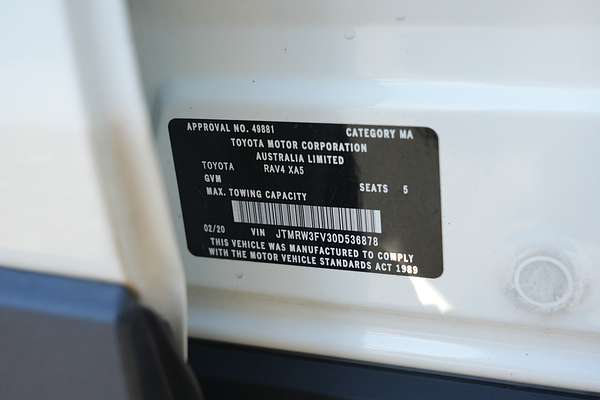 APPROVAL NO. 49881 CATEGORY MA
TOYOTA MOTOR CORPORATION
AUSTRALIA LIMITED
TOYOTA RAV4 XA5
GVM
MAX. TOWING CAPACITY SEATS 5
02/20 VIN JTMRW3FV30D536878
THIS VEHICLE WAS MANUFACTURED TO COMPLY
WITH THE MOTOR VEHICLE STANDARDS ACT 1989